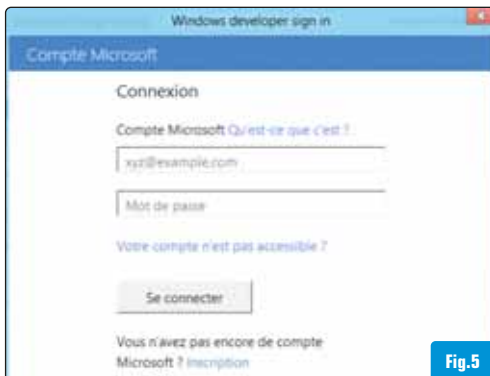 Windows developer sign in
Compte Microsoft
Connexion
Compte Microsoft Qu'est-ce que c'est ?
xyz@example.com
Mot de passe
Votre compte n'est pas accessible ?
Se connecter
Vous n'avez pas encore de compte
Microsoft ? Inscription
Fig.5